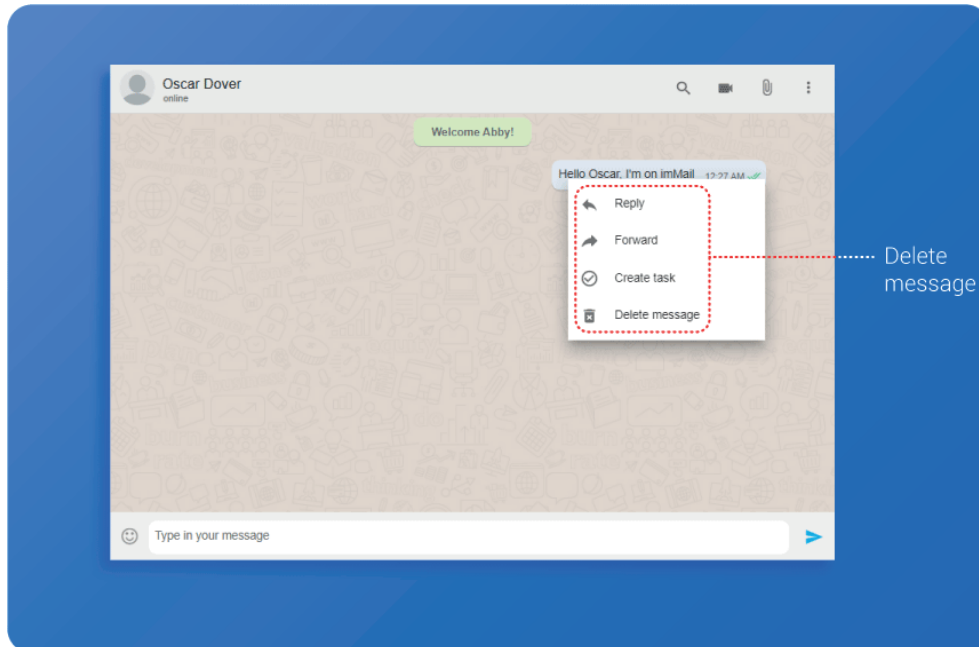 Oscar Dover
online
Welcome Abby!
Hello Oscar, I'm on imMail 12:27 AM
Reply
Forward
Create task
Delete message
Delete
message
Type in your message